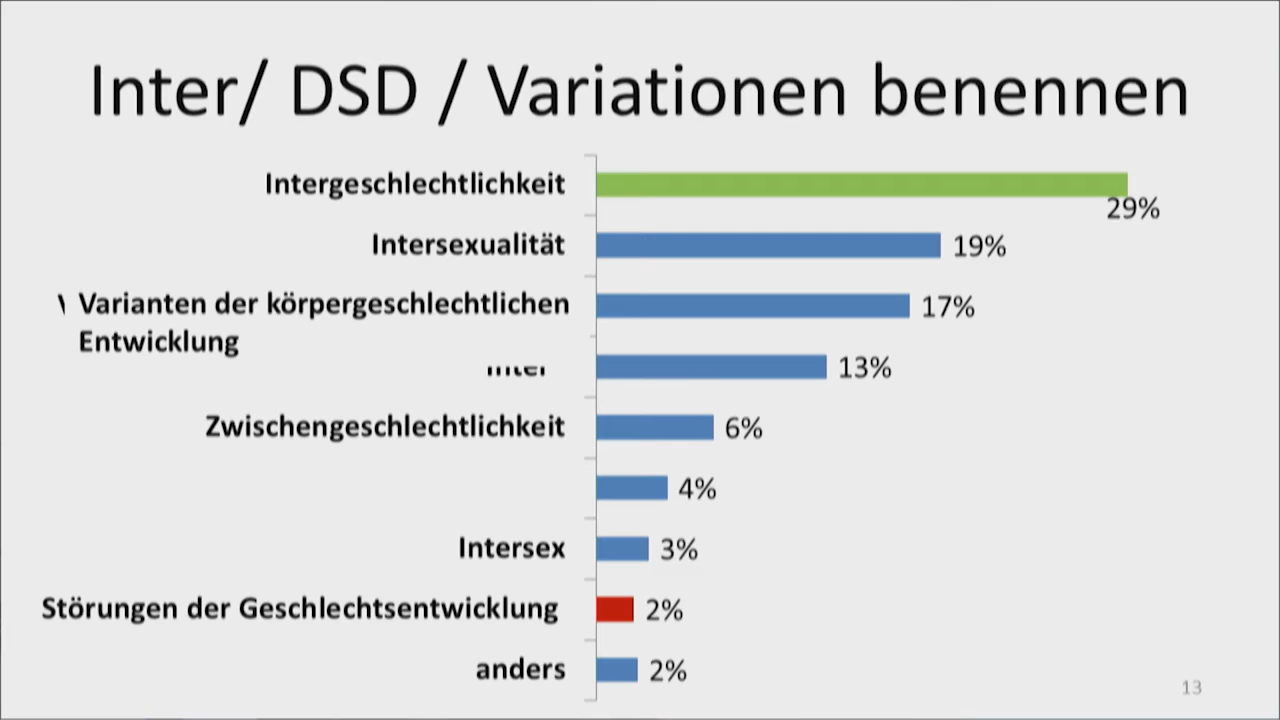 Inter/ DSD / Variationen benennen
Intergeschlechtlichkeit
29%
Intersexualität
19%
Varianten der körpergeschlechtlichen
17%
Entwicklung
13%
Zwischengeschlechtlichkeit
6%
4%
Intersex
3%
Störungen der Geschlechtsentwicklung
2%
anders
2%
13